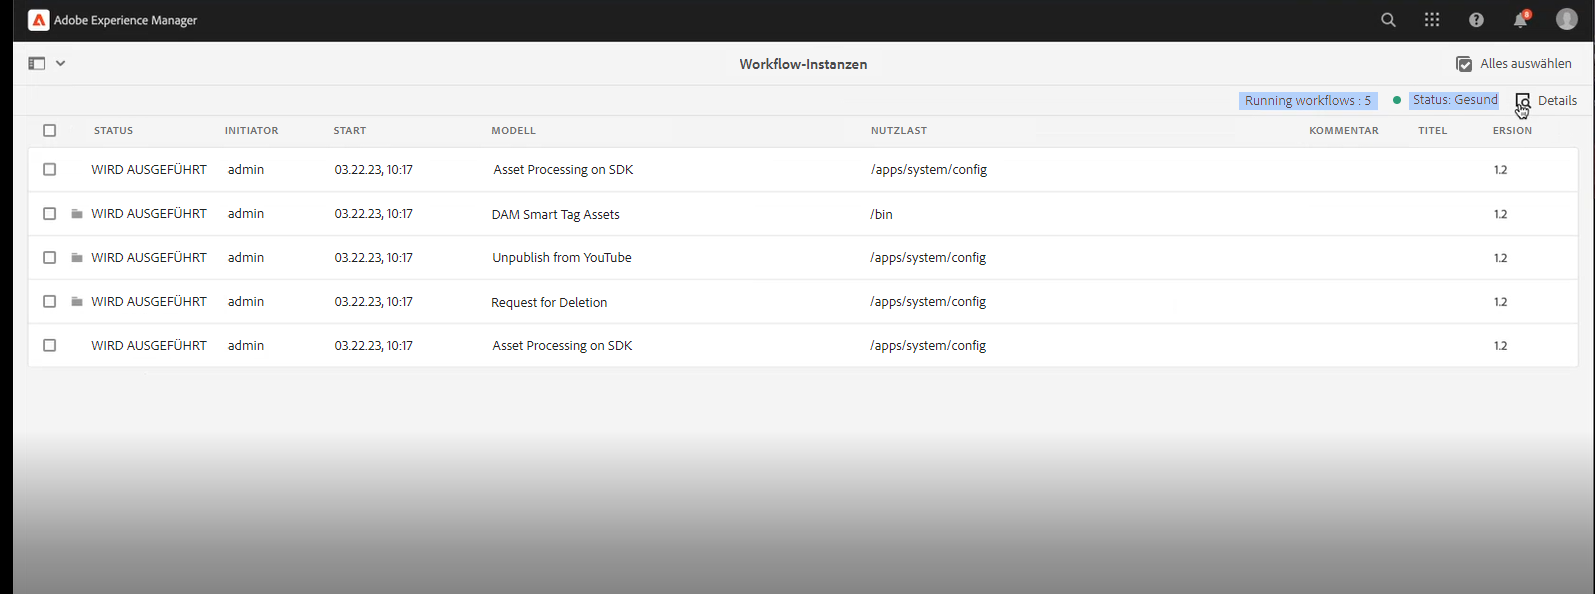 Adobe Experience Manager
8
Workflow-Instanzen
Alles auswählen
Running workflows : 5 Status: Gesund Details
STATUS INITIATOR START MODELL NUTZLAST KOMMENTAR TITEL ERSION
WIRD AUSGEFÜHRT admin 03.22.23, 10:17 Asset Processing on SDK /apps/system/config 1.2
WIRD AUSGEFÜHRT admin 03.22.23, 10:17 DAM Smart Tag Assets /bin 1.2
WIRD AUSGEFÜHRT admin 03.22.23, 10:17 Unpublish from YouTube /apps/system/config 1.2
WIRD AUSGEFÜHRT admin 03.22.23, 10:17 Request for Deletion /apps/system/config 1.2
WIRD AUSGEFÜHRT admin 03.22.23, 10:17 Asset Processing on SDK /apps/system/config 1.2